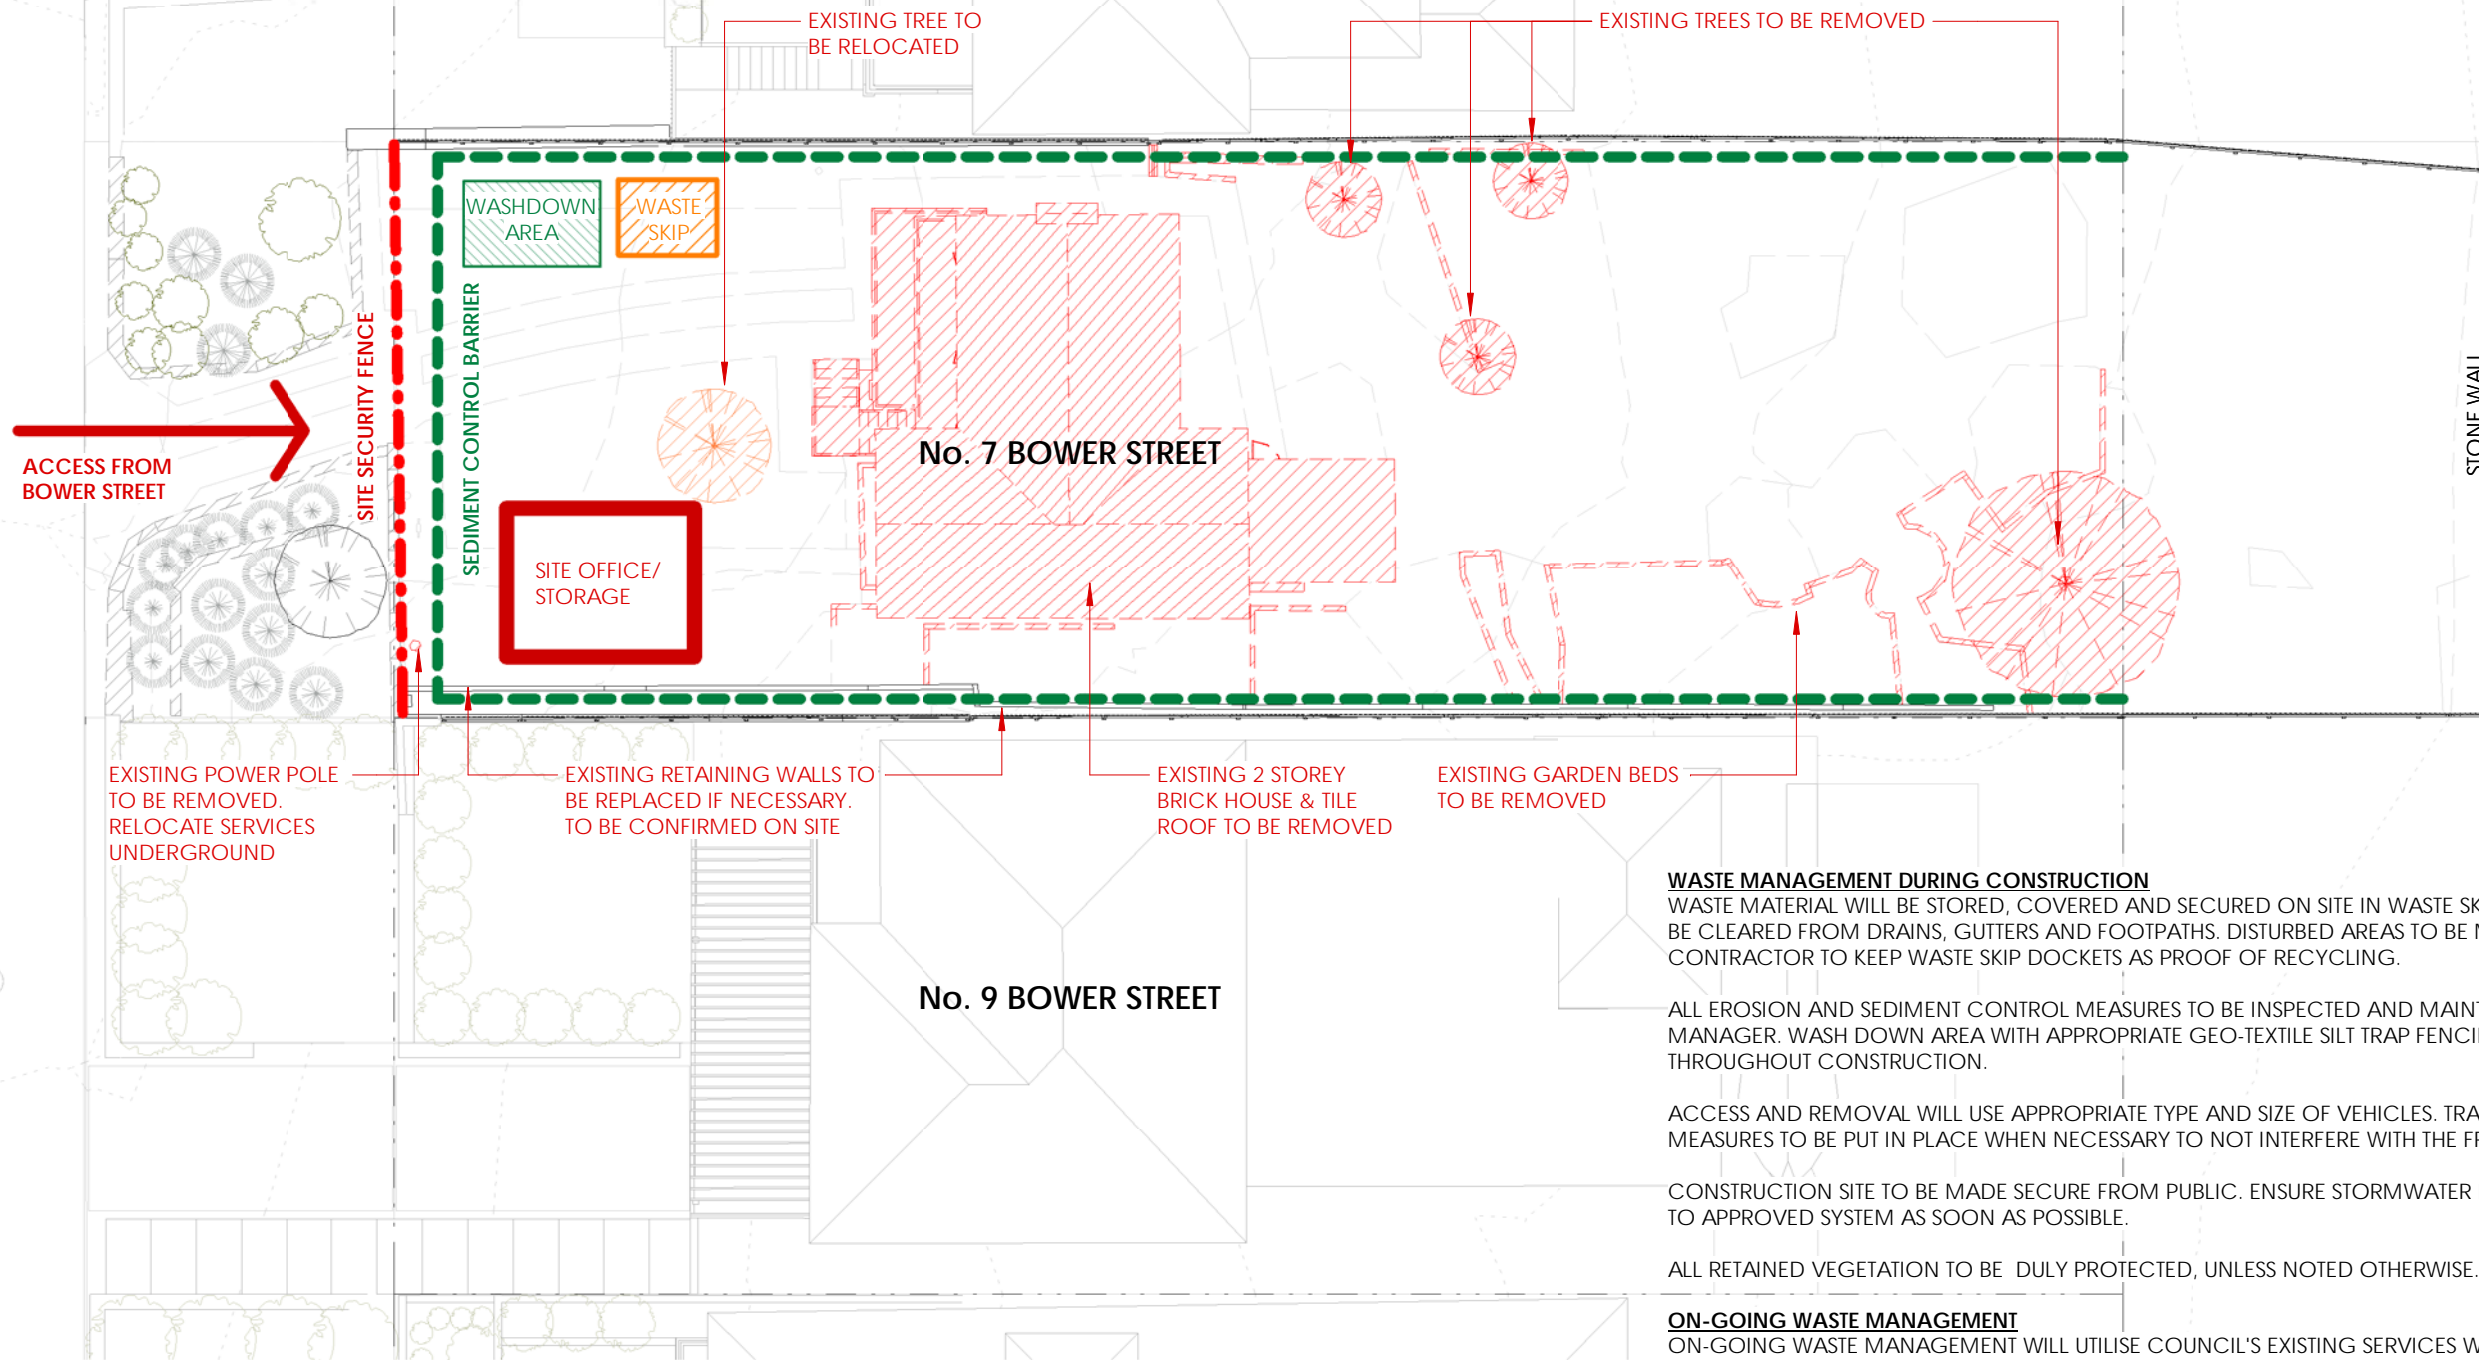 EXISTING TREE TO
BE RELOCATED
EXISTING TREES TO BE REMOVED
WASHDOWN
AREA
WASTE
SKIP
SITE SECURITY FENCE
SEDIMENT CONTROL BARRIER
STONE WALL
ACCESS FROM
BOWER STREET
No. 7 BOWER STREET
SITE OFFICE/
STORAGE
EXISTING POWER POLE
TO BE REMOVED.
RELOCATE SERVICES
UNDERGROUND
EXISTING RETAINING WALLS TO
BE REPLACED IF NECESSARY.
TO BE CONFIRMED ON SITE
EXISTING 2 STOREY
BRICK HOUSE & TILE
ROOF TO BE REMOVED
EXISTING GARDEN BEDS
TO BE REMOVED
No. 9 BOWER STREET
WASTE MANAGEMENT DURING CONSTRUCTION
WASTE MATERIAL WILL BE STORED, COVERED AND SECURED ON SITE IN WASTE
BE CLEARED FROM DRAINS, GUTTERS AND FOOTPATHS. DISTURBED AREAS TO BE
CONTRACTOR TO KEEP WASTE SKIP DOCKETS AS PROOF OF RECYCLING.
ALL EROSION AND SEDIMENT CONTROL MEASURES TO BE INSPECTED AND
MANAGER. WASH DOWN AREA WITH APPROPRIATE GEO-TEXTILE SILT TRAP
THROUGHOUT CONSTRUCTION.
ACCESS AND REMOVAL WILL USE APPROPRIATE TYPE AND SIZE OF VEHICLES.
MEASURES TO BE PUT IN PLACE WHEN NECESSARY TO NOT INTERFERE WITH THE
CONSTRUCTION SITE TO BE MADE SECURE FROM PUBLIC. ENSURE STORMWATER
TO APPROVED SYSTEM AS SOON AS POSSIBLE.
ALL RETAINED VEGETATION TO BE DULY PROTECTED, UNLESS NOTED OTHERWISE.
ON-GOING WASTE MANAGEMENT
ON-GOING WASTE MANAGEMENT WILL UTILISE COUNCIL'S EXISTING SERVICES